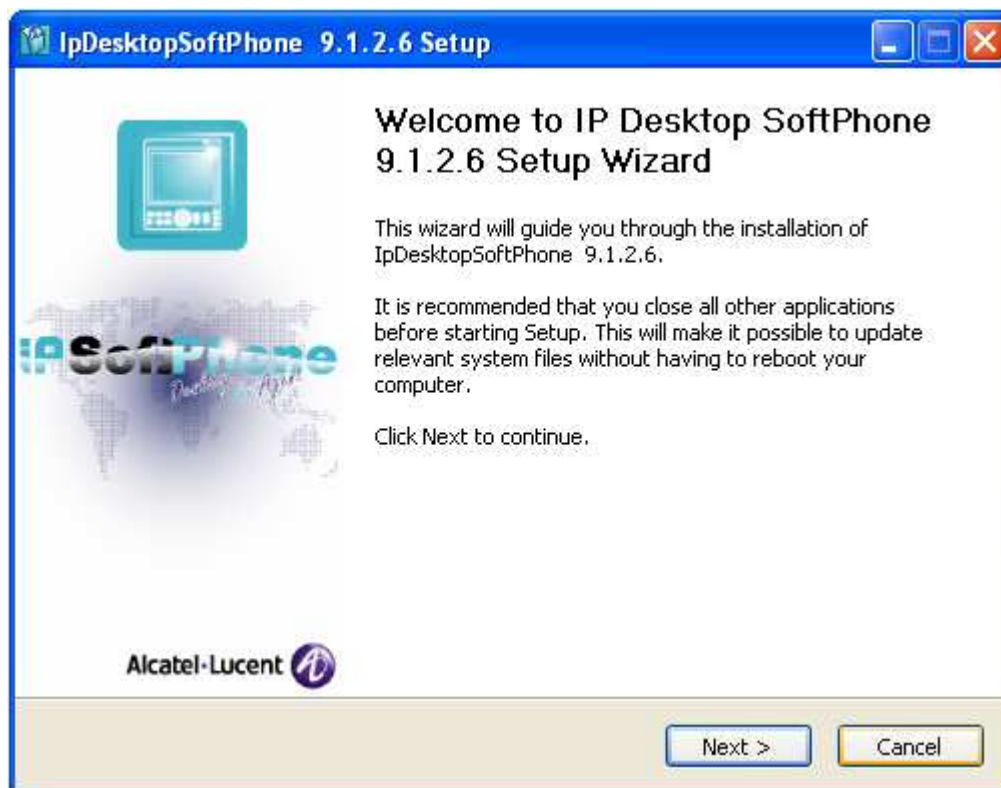 IpDesktopSoftPhone 9.1.2.6 Setup
Welcome to IP Desktop SoftPhone
9.1.2.6 Setup Wizard
This wizard will guide you through the installation of
IpDesktopSoftPhone 9.1.2.6.
It is recommended that you close all other applications
before starting Setup. This will make it possible to update
relevant system files without having to reboot your
computer.
Click Next to continue.
iPSoftPhone
Alcatel·Lucent
Next >
Cancel